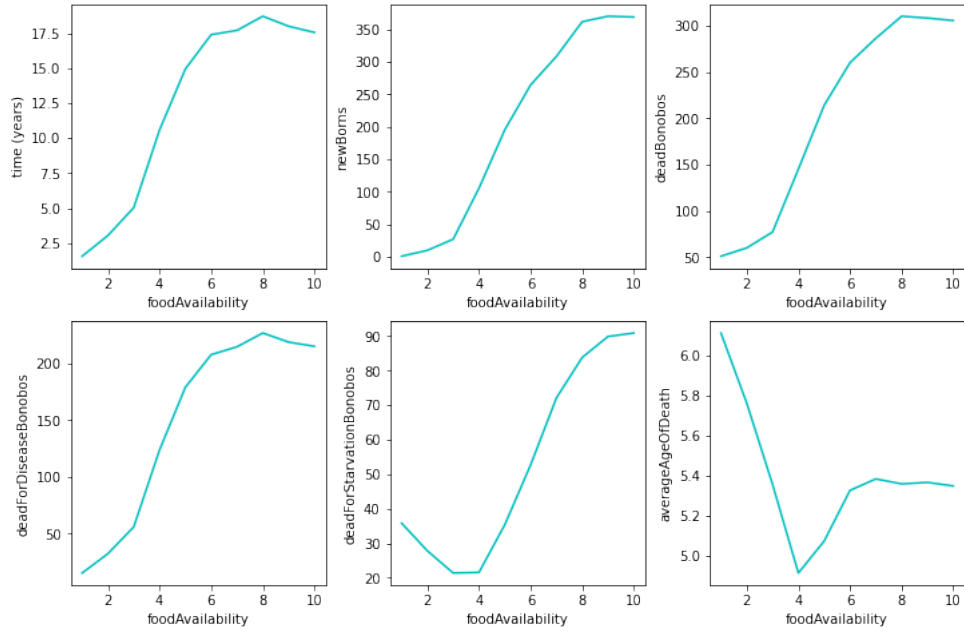 time (years)
17.5
15.0
12.5
10.0
7.5
5.0
2.5
2 4 6 8 10
foodAvailability
newBorns
350
300
250
200
150
100
50
0
2 4 6 8 10
foodAvailability
deadBonobos
300
250
200
150
100
50
2 4 6 8 10
foodAvailability
deadForDiseaseBonobos
200
150
100
50
2 4 6 8 10
foodAvailability
deadForStarvationBonobos
90
80
70
60
50
40
30
20
2 4 6 8 10
foodAvailability
averageAgeOfDeath
6.0
5.8
5.6
5.4
5.2
5.0
2 4 6 8 10
foodAvailability